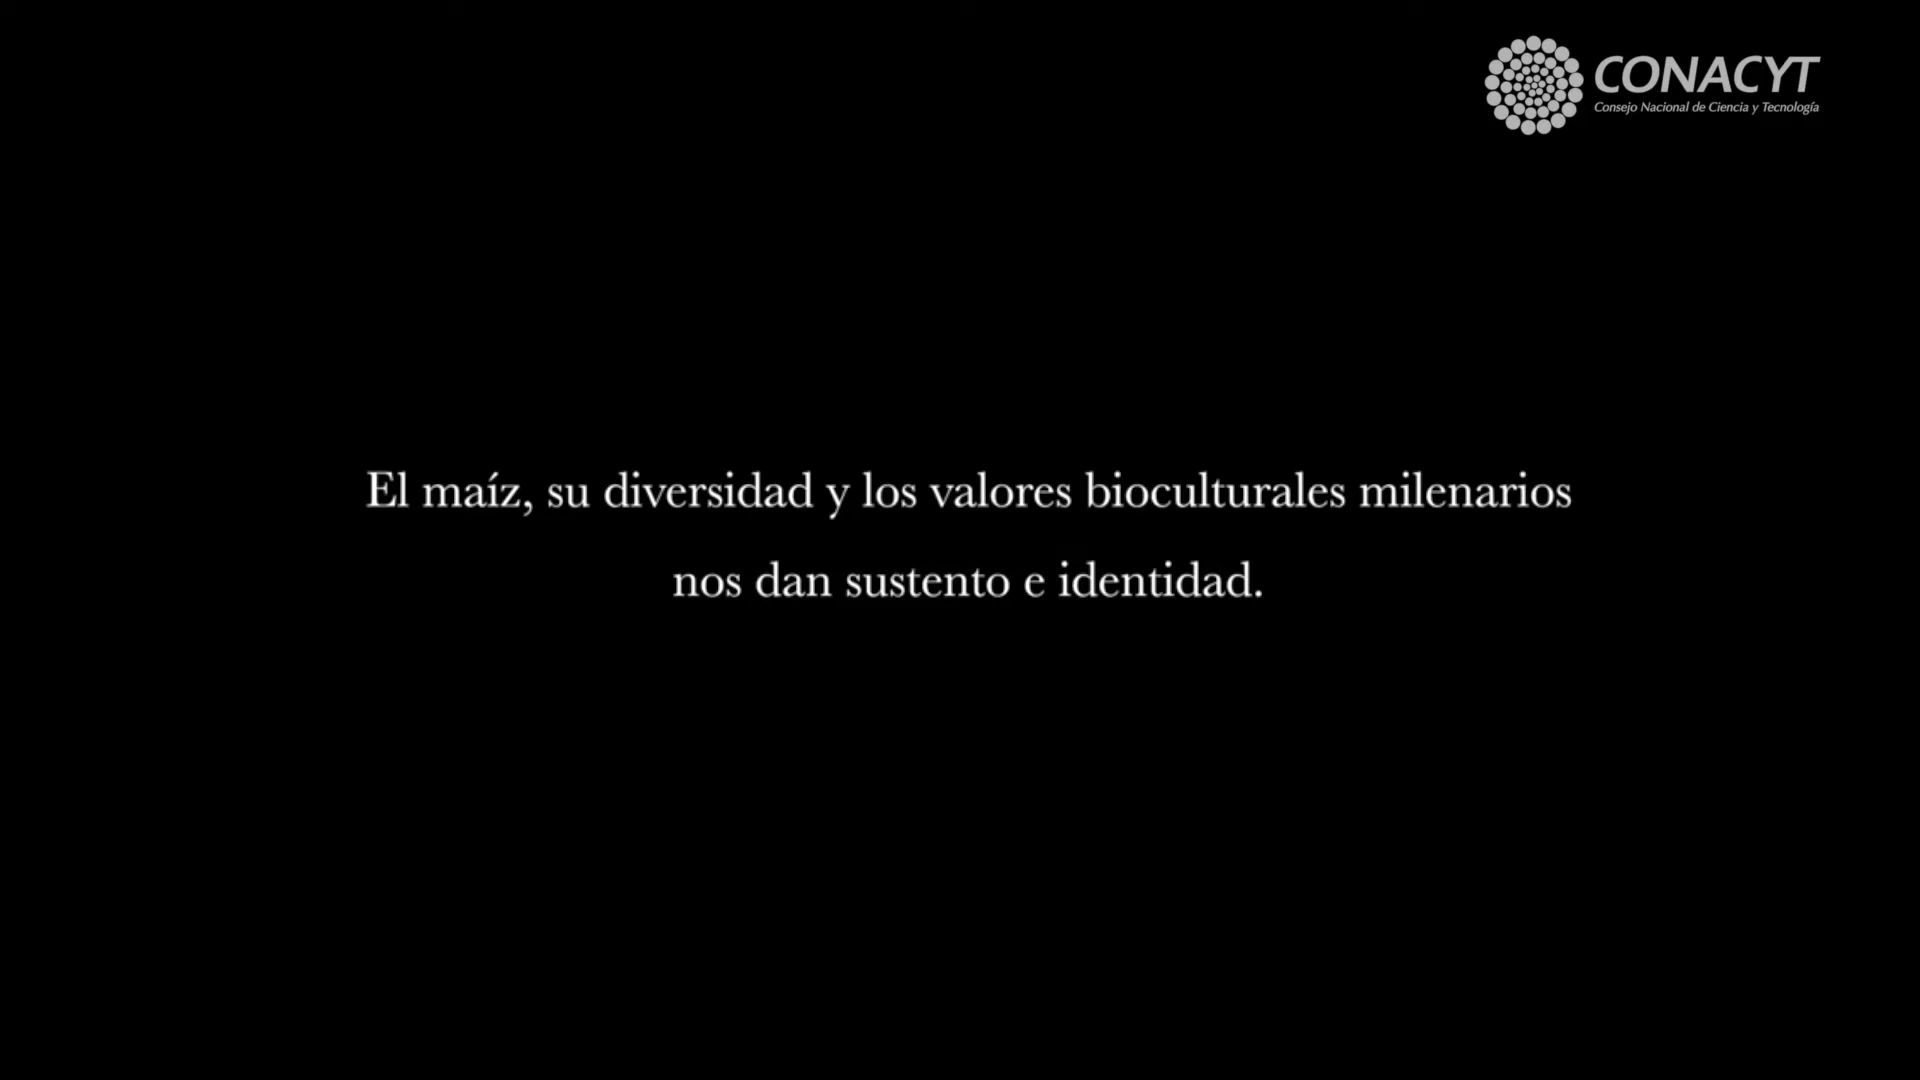 CONACYT
Consejo Nacional de Ciencia y Tecnología
El maíz, su diversidad y los valores bioculturales milenarios
nos dan sustento e identidad.